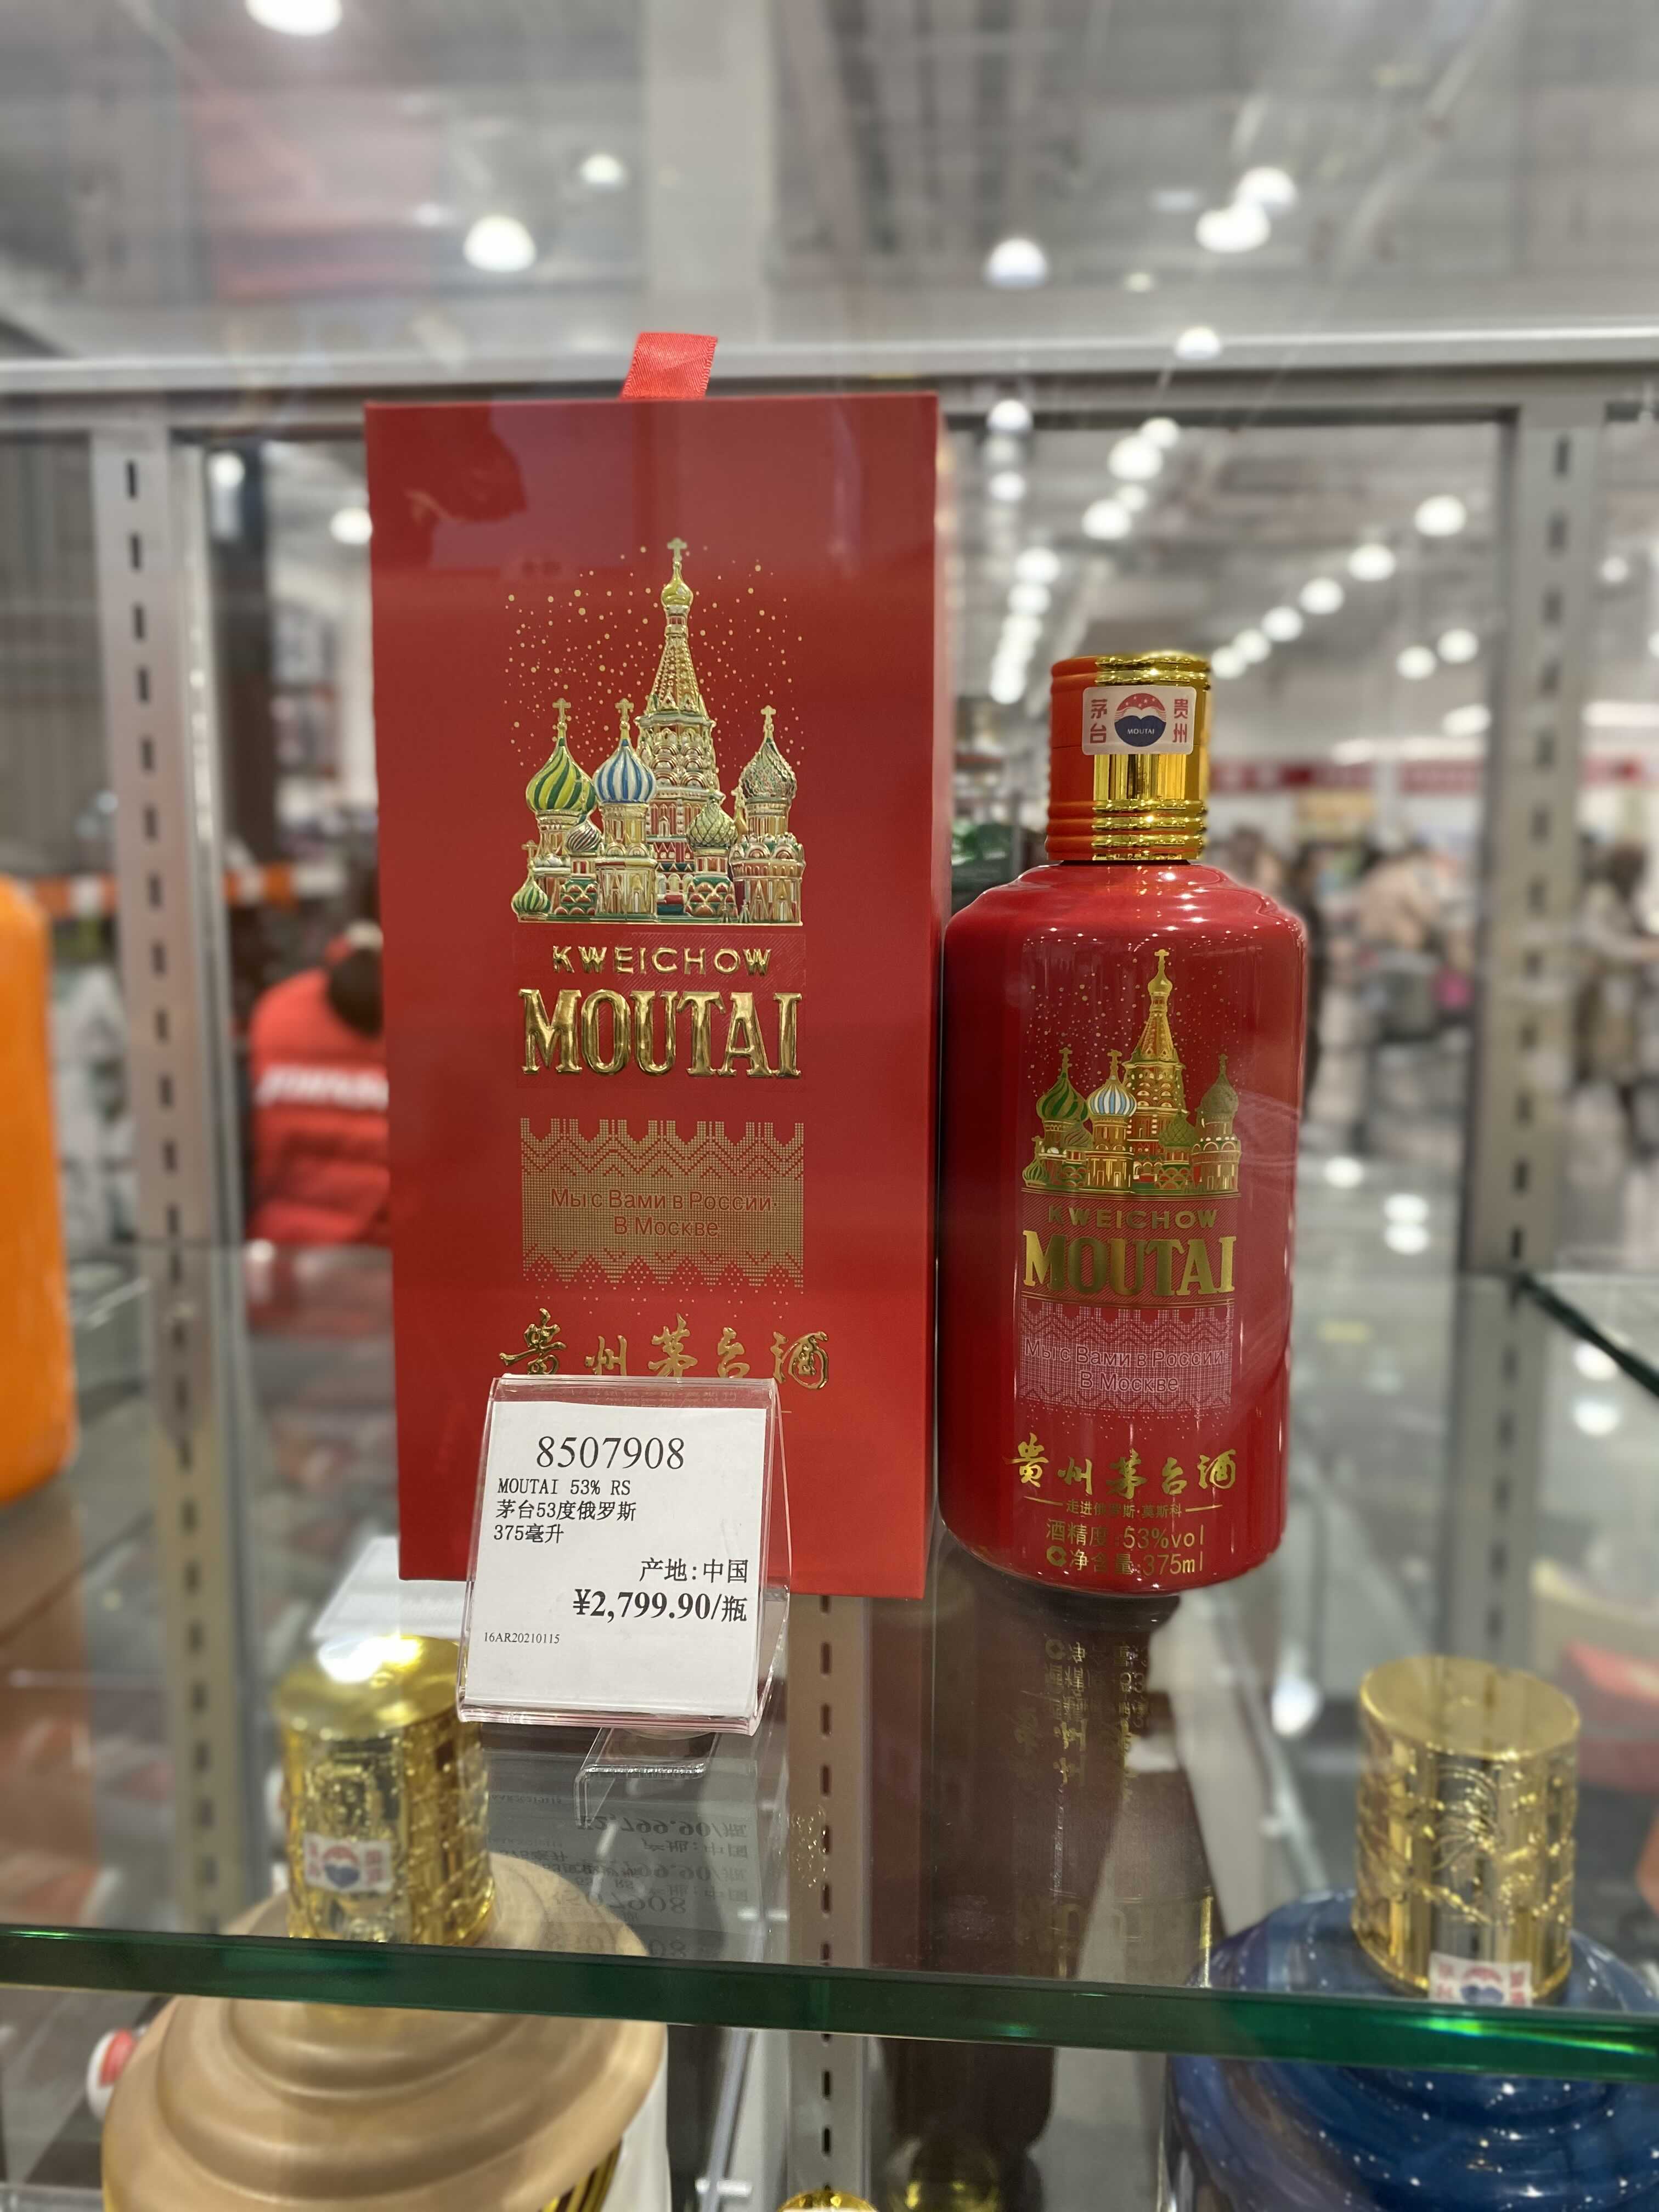 KWEICHOW
MOUTAI
Мы с Вами в России·
В Москве
贵州茅台酒
8507908
MOUTAI 53% RS
茅台53度俄罗斯
375毫升
产地:中国
¥2,799.90/瓶
16AR20210115
茅台
MOUTAI
贵州
KWEICHOW
MOUTAI
Мы с Вами в России·
В Москве
贵州茅台酒
走进俄罗斯·莫斯科
酒精度:53%vol
净含量:375ml